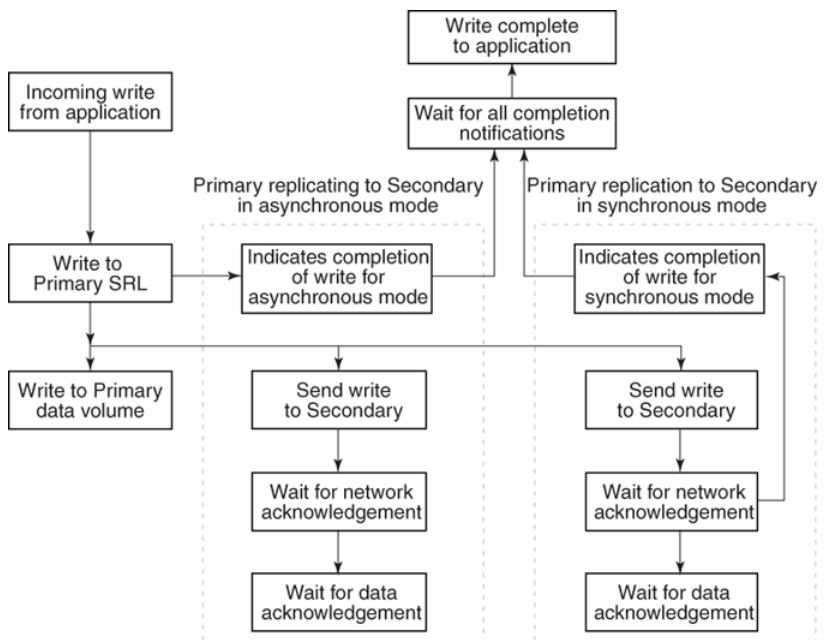 Write complete
to application
Incoming write
from application
Wait for all completion
notifications
Primary replicating to Secondary
in asynchronous mode
Primary replication to Secondary
in synchronous mode
Write to
Primary SRL
Indicates completion
of write for
asynchronous mode
Indicates completion
of write for
synchronous mode
Write to Primary
data volume
Send write
to Secondary
Send write
to Secondary
Wait for network
acknowledgement
Wait for network
acknowledgement
Wait for data
acknowledgement
Wait for data
acknowledgement